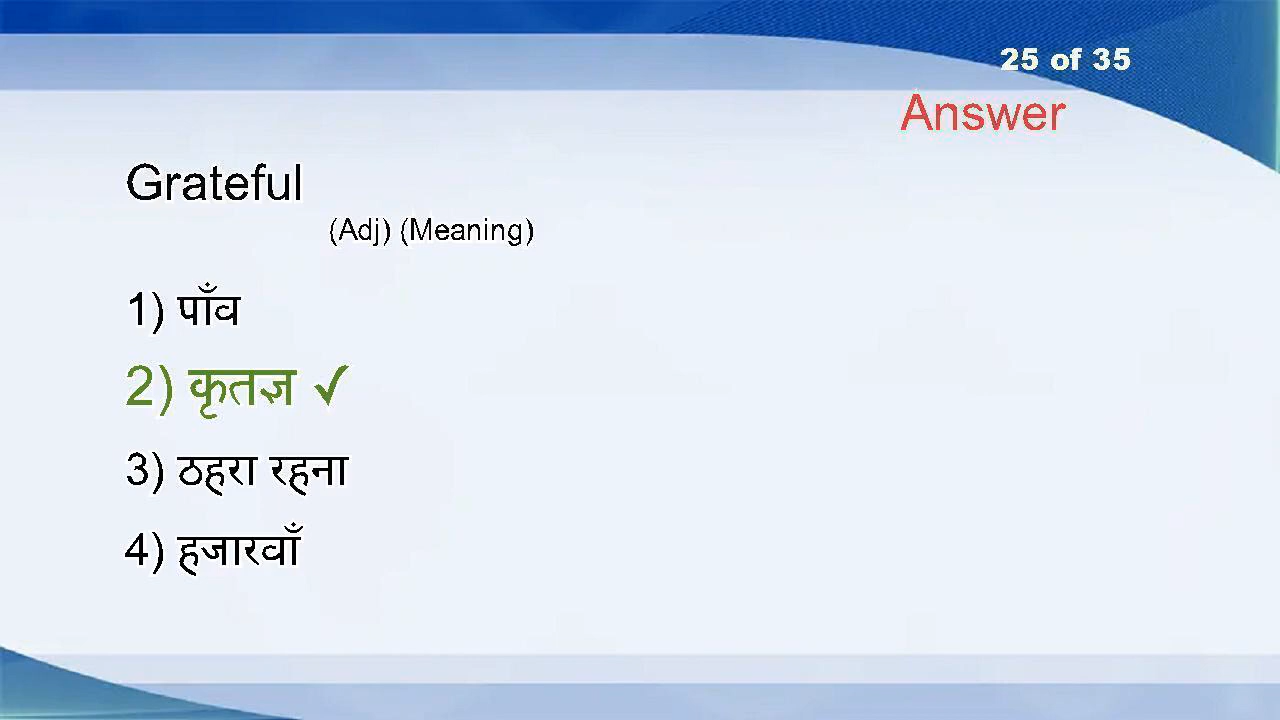 25 of 35
Answer
Grateful
(Adj) (Meaning)
1) पाँव
2) कृतज्ञ ✓
3) ठहरा रहना
4) हजारवाँ